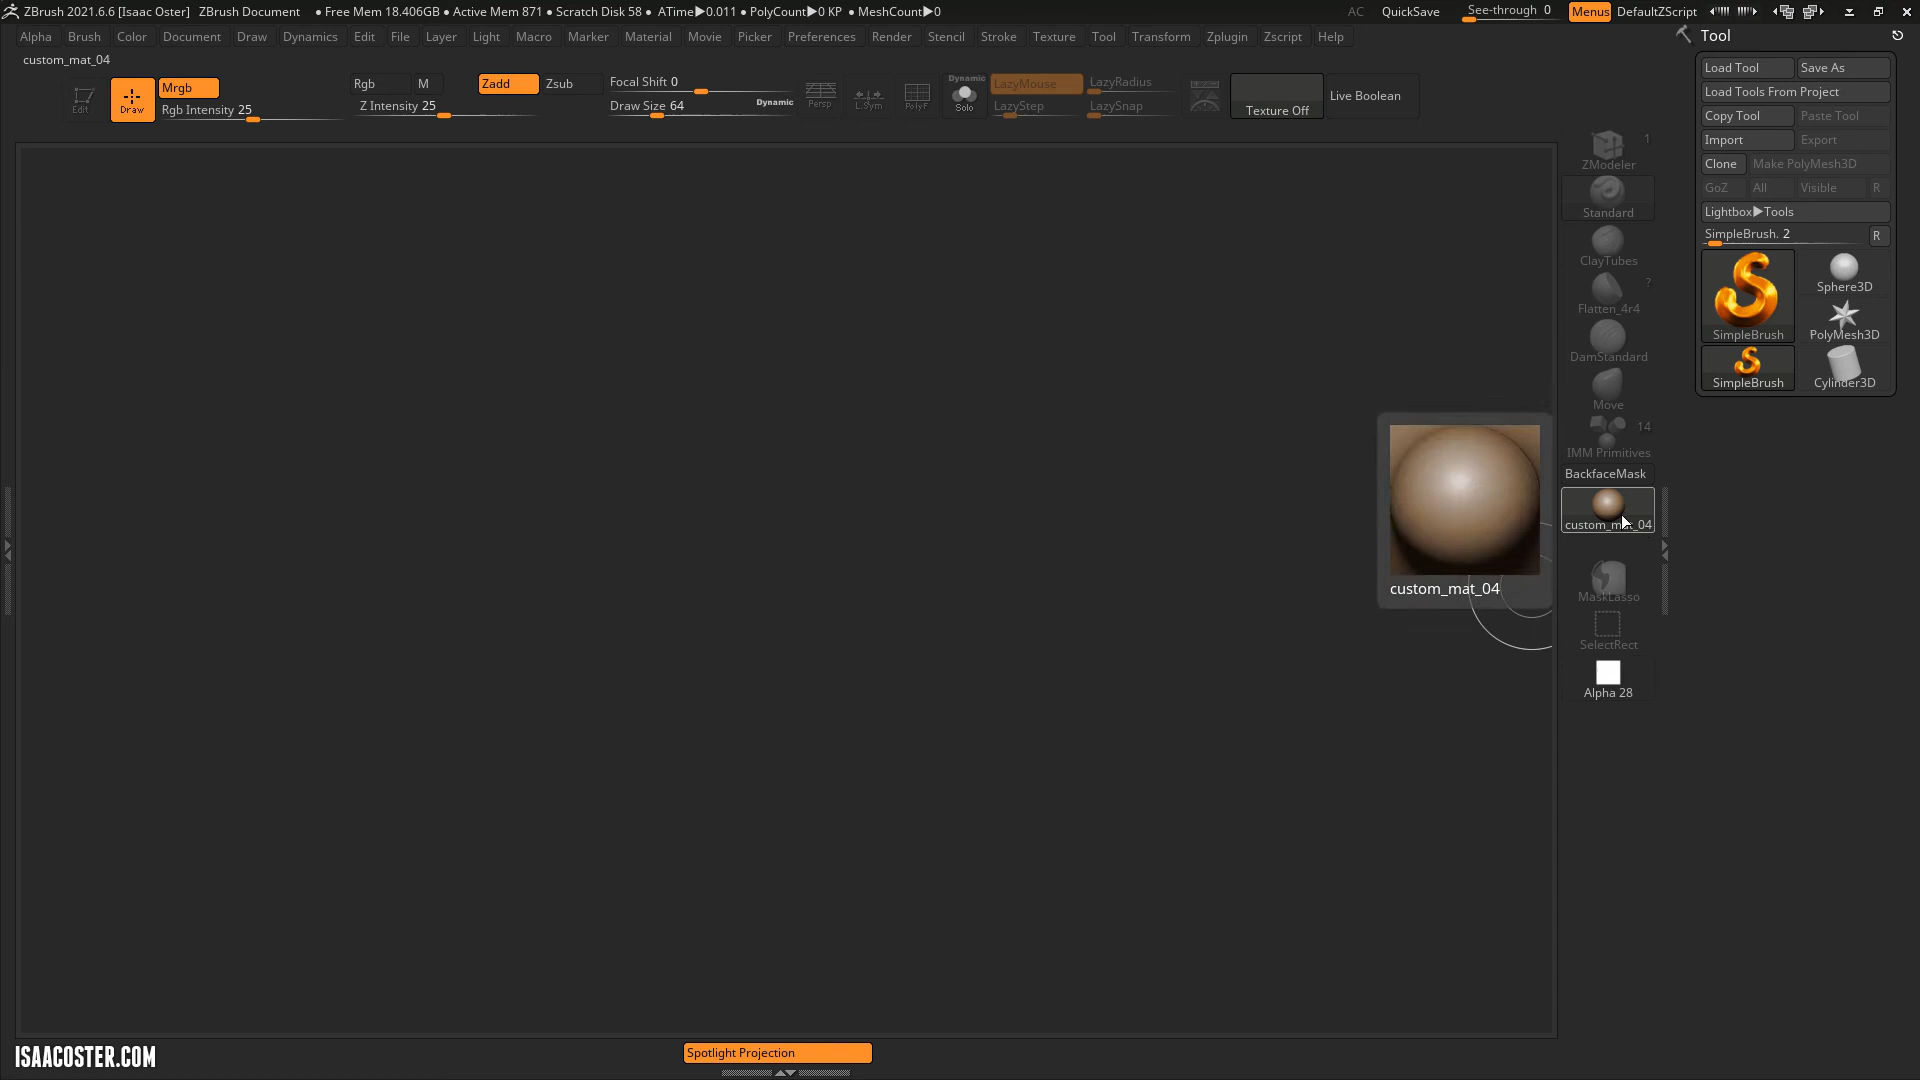 ZBrush 2021.6.6 [Isaac Oster] ZBrush Document ● Free Mem 18.406GB ● Active Mem 871 ● Scratch Disk 58 ● ATime▶0.011 ● PolyCount▶0 KP ● MeshCount▶0 AC QuickSave See-through 0 Menus DefaultZScript
Alpha Brush Color Document Draw Dynamics Edit File Layer Light Macro Marker Material Movie Picker Preferences Render Stencil Stroke Texture Tool Transform Zplugin Zscript Help
custom_mat_04
Edit
Draw
Mrgb
Rgb Intensity 25
Rgb M
Z Intensity 25
Zadd Zsub
Focal Shift 0
Draw Size 64 Dynamic
Persp
L.Sym
PolyF
Dynamic
Solo
LazyMouse LazyRadius
LazyStep LazySnap
Texture Off
Live Boolean
1
ZModeler
Standard
ClayTubes
?
Flatten_4r4
DamStandard
Move
14
IMM Primitives
BackfaceMask
custom_mat_04
MaskLasso
SelectRect
Alpha 28
custom_mat_04
Tool
Load Tool Save As
Load Tools From Project
Copy Tool Paste Tool
Import Export
Clone Make PolyMesh3D
GoZ All Visible R
Lightbox▶Tools
SimpleBrush. 2 R
SimpleBrush
Sphere3D
PolyMesh3D
SimpleBrush
Cylinder3D
ISAACOSTER.COM
Spotlight Projection